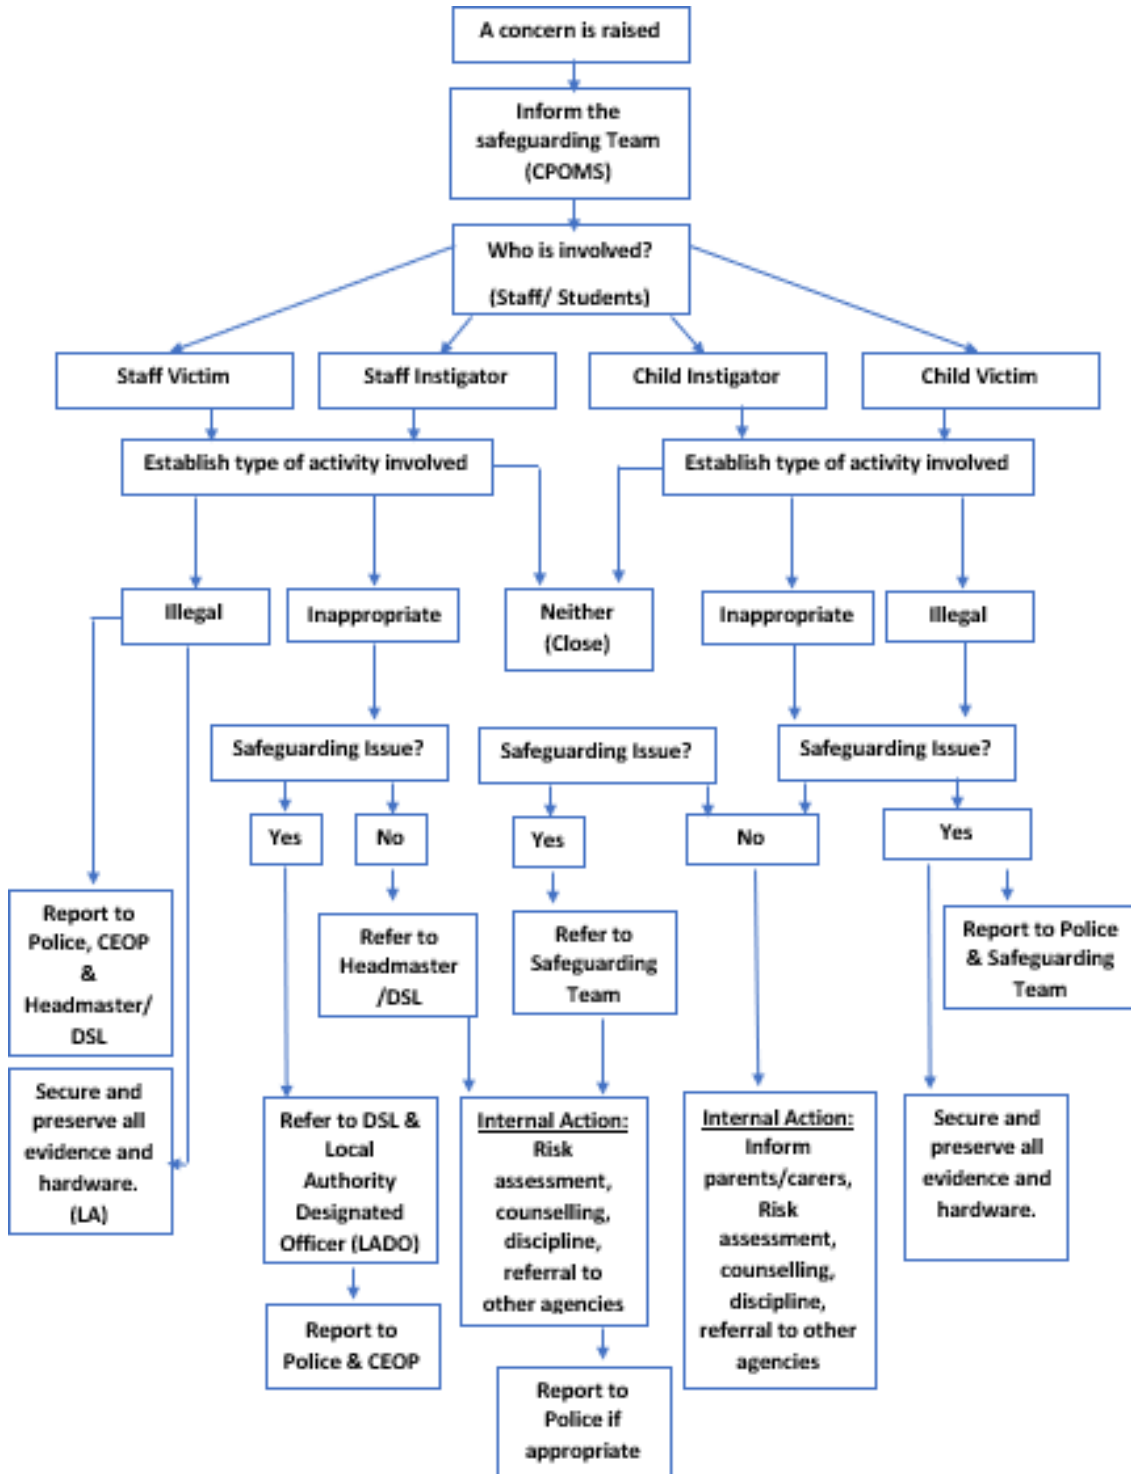 A concern is raised
Inform the
safeguarding Team
(CPOMS)
Who is involved?
(Staff/ Students)
Staff Victim
Staff Instigator
Child Instigator
Child Victim
Establish type of activity involved
Establish type of activity involved
Illegal
Inappropriate
Neither
(Close)
Inappropriate
Illegal
Safeguarding Issue?
Safeguarding Issue?
Safeguarding Issue?
Yes
No
Yes
No
Yes
Report to
Police, CEOP
&
Headmaster/
DSL
Refer to
Headmaster
/DSL
Refer to
Safeguarding
Team
Report to Police
& Safeguarding
Team
Secure and
preserve all
evidence and
hardware.
(LA)
Refer to DSL &
Local
Authority
Designated
Officer (LADO)
Internal Action:
Risk
assessment,
counselling,
discipline,
referral to
other agencies
Internal Action:
Inform
parents/carers,
Risk
assessment,
counselling,
discipline,
referral to other
agencies
Secure and
preserve all
evidence and
hardware.
Report to
Police & CEOP
Report to
Police if
appropriate